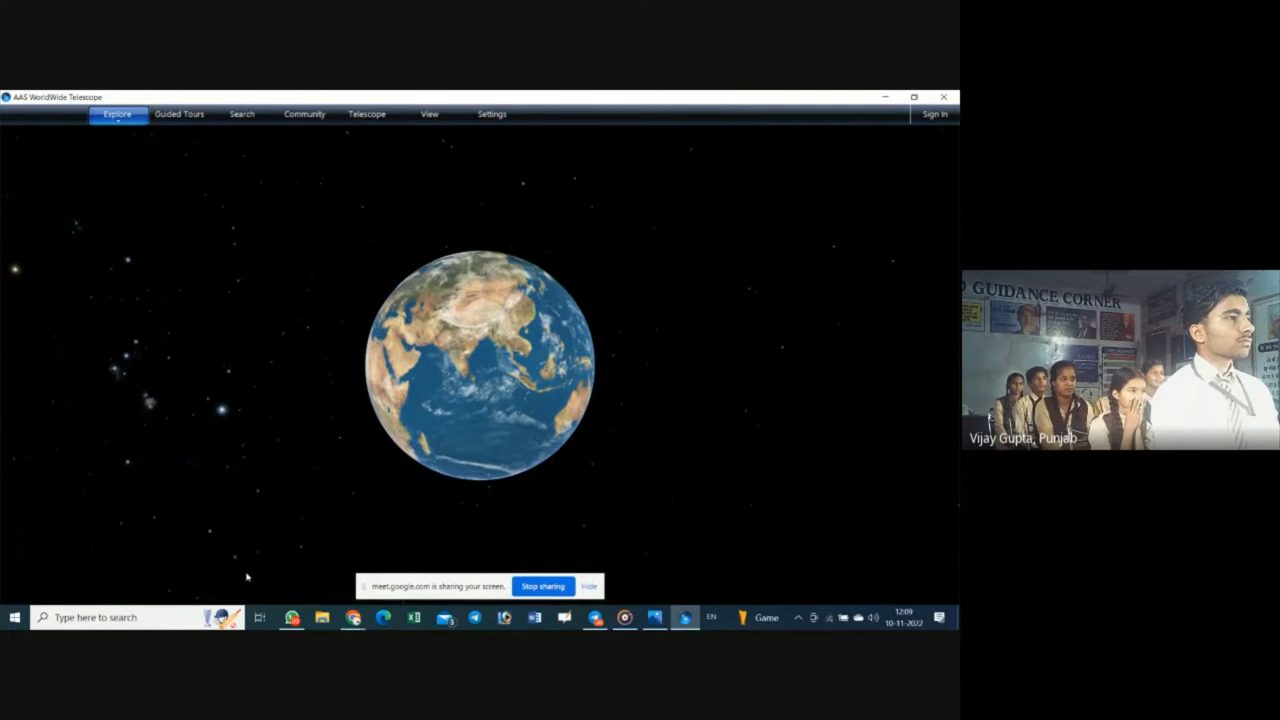 AAS WorldWide Telescope
Explore Guided Tours Search Community Telescope View Settings Sign In
GUIDANCE CORNER
Vijay Gupta, Punjab
meet.google.com is sharing your screen. Stop sharing Hide
Type here to search
EN Game 12:09
10-11-2022